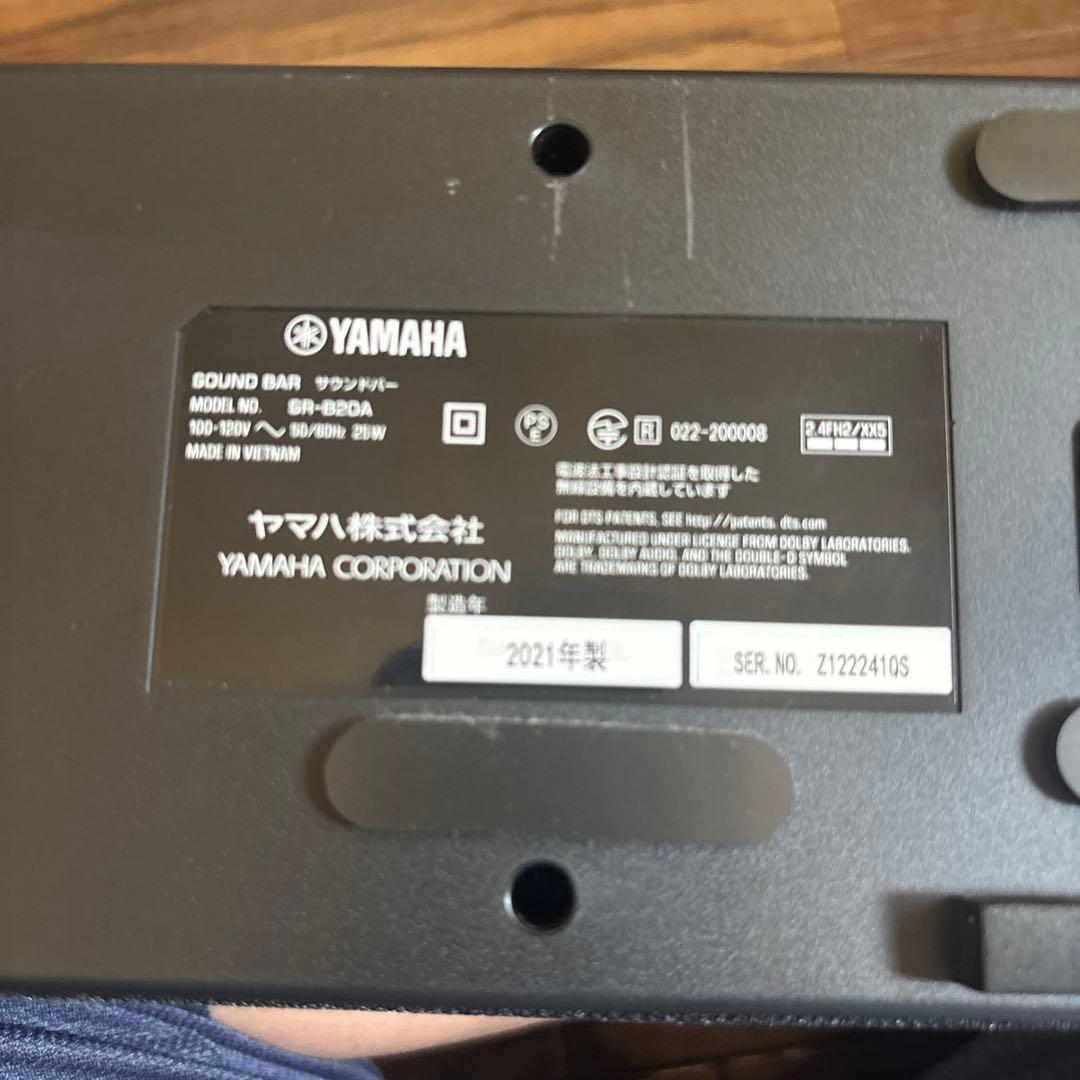 YAMAHA
SOUND BAR サウンドバー
MODEL NO. SR-B20A
100-120V ~ 50/60Hz 25W
MADE IN VIETNAM
PS
E
R 022-200008
2.4FH2/XX5
電波法工事設計認証を取得した
無線設備を内蔵しています
ヤマハ株式会社
YAMAHA CORPORATION
FOR DTS PATENTS, SEE http://patents.dts.com
MANUFACTURED UNDER LICENSE FROM DOLBY LABORATORIES.
DOLBY, DOLBY AUDIO, AND THE DOUBLE-D SYMBOL
ARE TRADEMARKS OF DOLBY LABORATORIES.
製造年
2021年製
SER. NO. Z122241QS